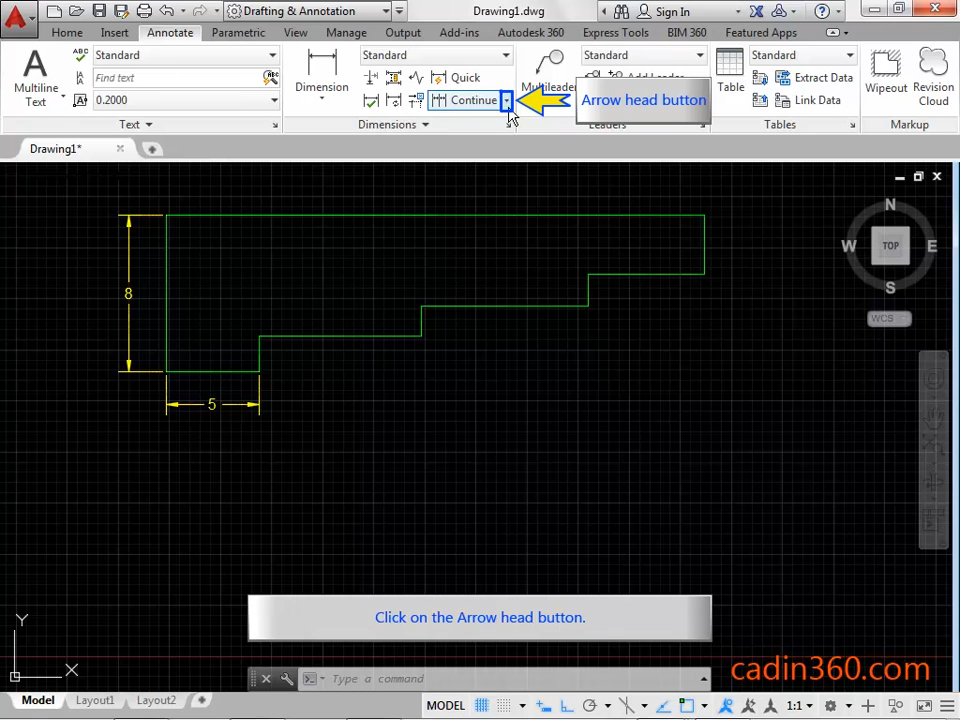 Drafting & Annotation
Drawing1.dwg
Sign In
Home Insert Annotate Parametric View Manage Output Add-ins Autodesk 360 Express Tools BIM 360 Featured Apps
A
Multiline
Text
ABC
Standard
Find text
0.2000
Text
Dimension
Standard
Quick
Continue
Dimensions
Arrow head button
Standard
Table
Standard
Extract Data
Link Data
Tables
Wipeout
Revision
Cloud
Markup
Drawing1*
8
5
N
W
TOP
E
S
WCS
Click on the Arrow head button.
Y
X
Type a command
cadin360.com
Model Layout1 Layout2
MODEL
1:1